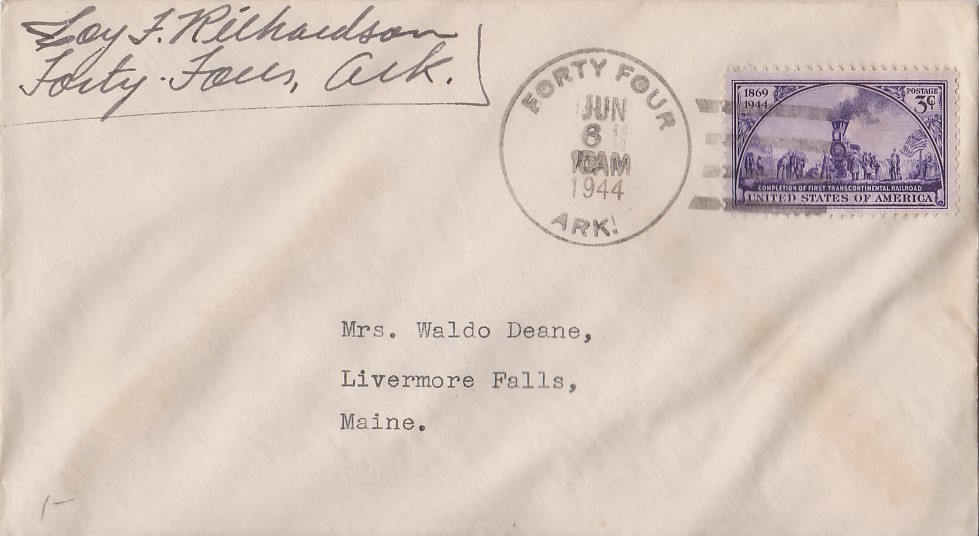 Loy F. Richardson
Forty-Four, Ark.
FORTY FOUR
JUN
6
10AM
1944
ARK.
1869
1944
POSTAGE
3¢
COMPLETION OF FIRST TRANSCONTINENTAL RAILROAD
UNITED STATES OF AMERICA
Mrs. Waldo Deane,
Livermore Falls,
Maine.